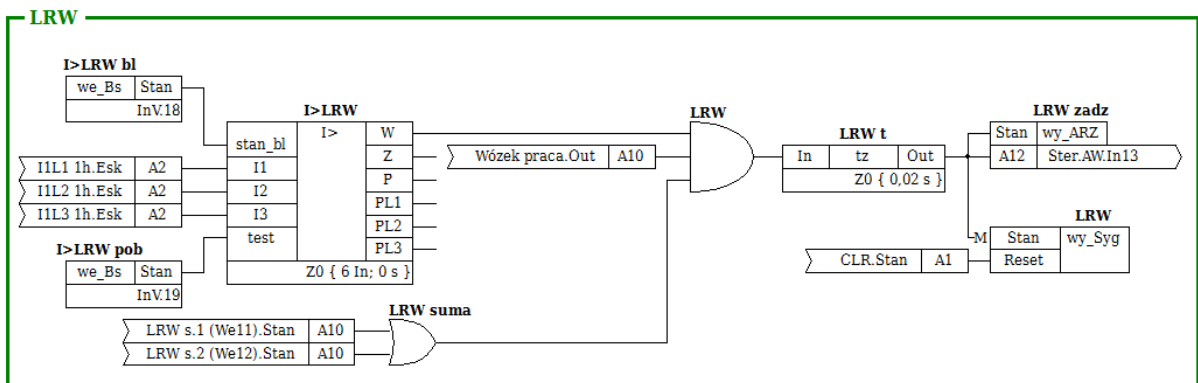 LRW
I>LRW bl
we_Bs Stan
InV.18
I>LRW
stan_bl I> W
Z
I1L1 1h.Esk A2 I1 P
I1L2 1h.Esk A2 I2 PL1
I1L3 1h.Esk A2 I3 PL2
test PL3
Z0 { 6 In; 0 s }
I>LRW pob
we_Bs Stan
InV.19
LRW suma
LRW s.1 (We11).Stan A10
LRW s.2 (We12).Stan A10
Wózek praca.Out A10
LRW
LRW t
In tz Out
Z0 { 0,02 s }
LRW zadz
Stan wy_ARZ
A12 Ster.AW.In13
LRW
M Stan wy_Syg
CLR.Stan A1 Reset